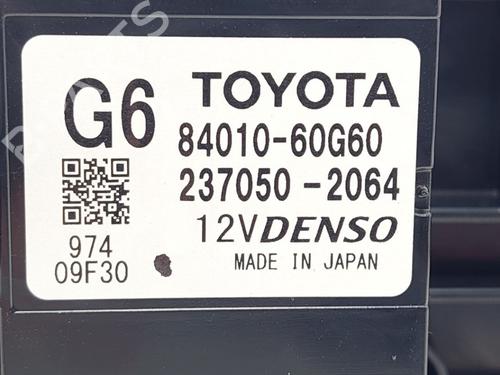 G6
TOYOTA
84010-60G60
237050-2064
12V DENSO
974
09F30
MADE IN JAPAN